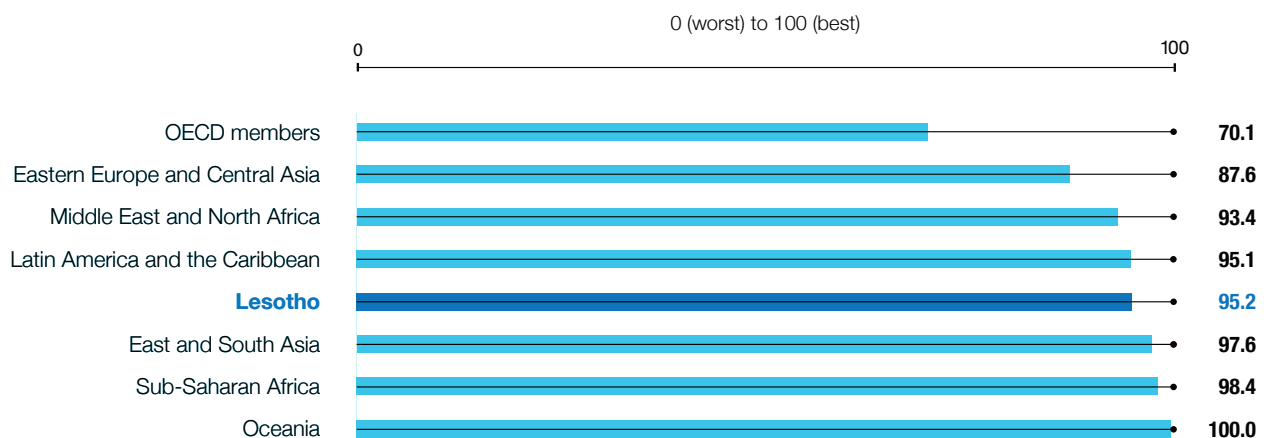 0 (worst) to 100 (best)
0 100
OECD members 70.1
Eastern Europe and Central Asia 87.6
Middle East and North Africa 93.4
Latin America and the Caribbean 95.1
Lesotho 95.2
East and South Asia 97.6
Sub-Saharan Africa 98.4
Oceania 100.0